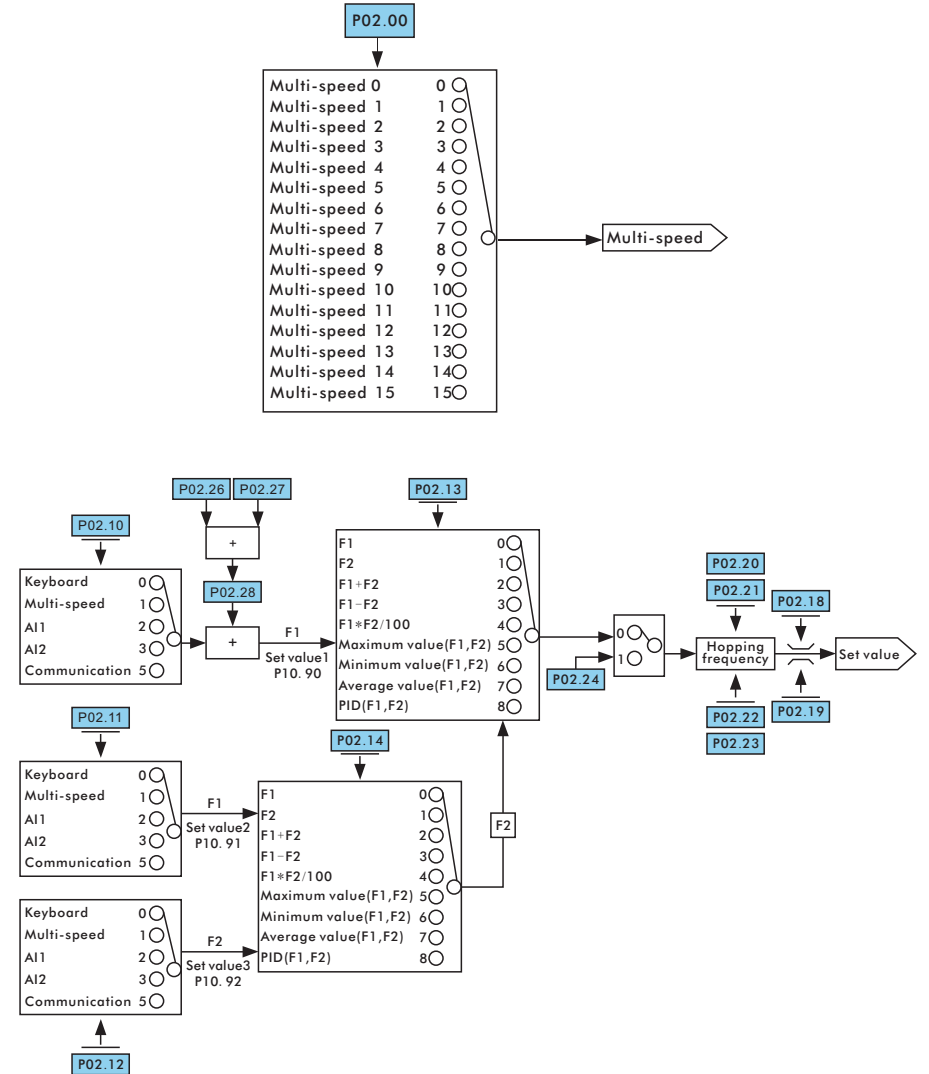 P02.00
Multi-speed 0 0
Multi-speed 1 1
Multi-speed 2 2
Multi-speed 3 3
Multi-speed 4 4
Multi-speed 5 5
Multi-speed 6 6
Multi-speed 7 7
Multi-speed 8 8
Multi-speed 9 9
Multi-speed 10 10
Multi-speed 11 11
Multi-speed 12 12
Multi-speed 13 13
Multi-speed 14 14
Multi-speed 15 15
Multi-speed
P02.26 P02.27
+
P02.28
+
P02.10
Keyboard 0
Multi-speed 1
AI1 2
AI2 3
Communication 5
F1
Set value1
P10. 90
P02.13
F1 0
F2 1
F1+F2 2
F1-F2 3
F1*F2/100 4
Maximum value(F1,F2) 5
Minimum value(F1,F2) 6
Average value(F1,F2) 7
PID(F1,F2) 8
0
1
P02.24
P02.20
P02.21
Hopping
frequency
P02.22
P02.23
P02.18
P02.19
Set value
P02.11
Keyboard 0
Multi-speed 1
AI1 2
AI2 3
Communication 5
F1
Set value2
P10. 91
P02.14
F1 0
F2 1
F1+F2 2
F1-F2 3
F1*F2/100 4
Maximum value(F1,F2) 5
Minimum value(F1,F2) 6
Average value(F1,F2) 7
PID(F1,F2) 8
F2
Keyboard 0
Multi-speed 1
AI1 2
AI2 3
Communication 5
F2
Set value3
P10. 92
P02.12